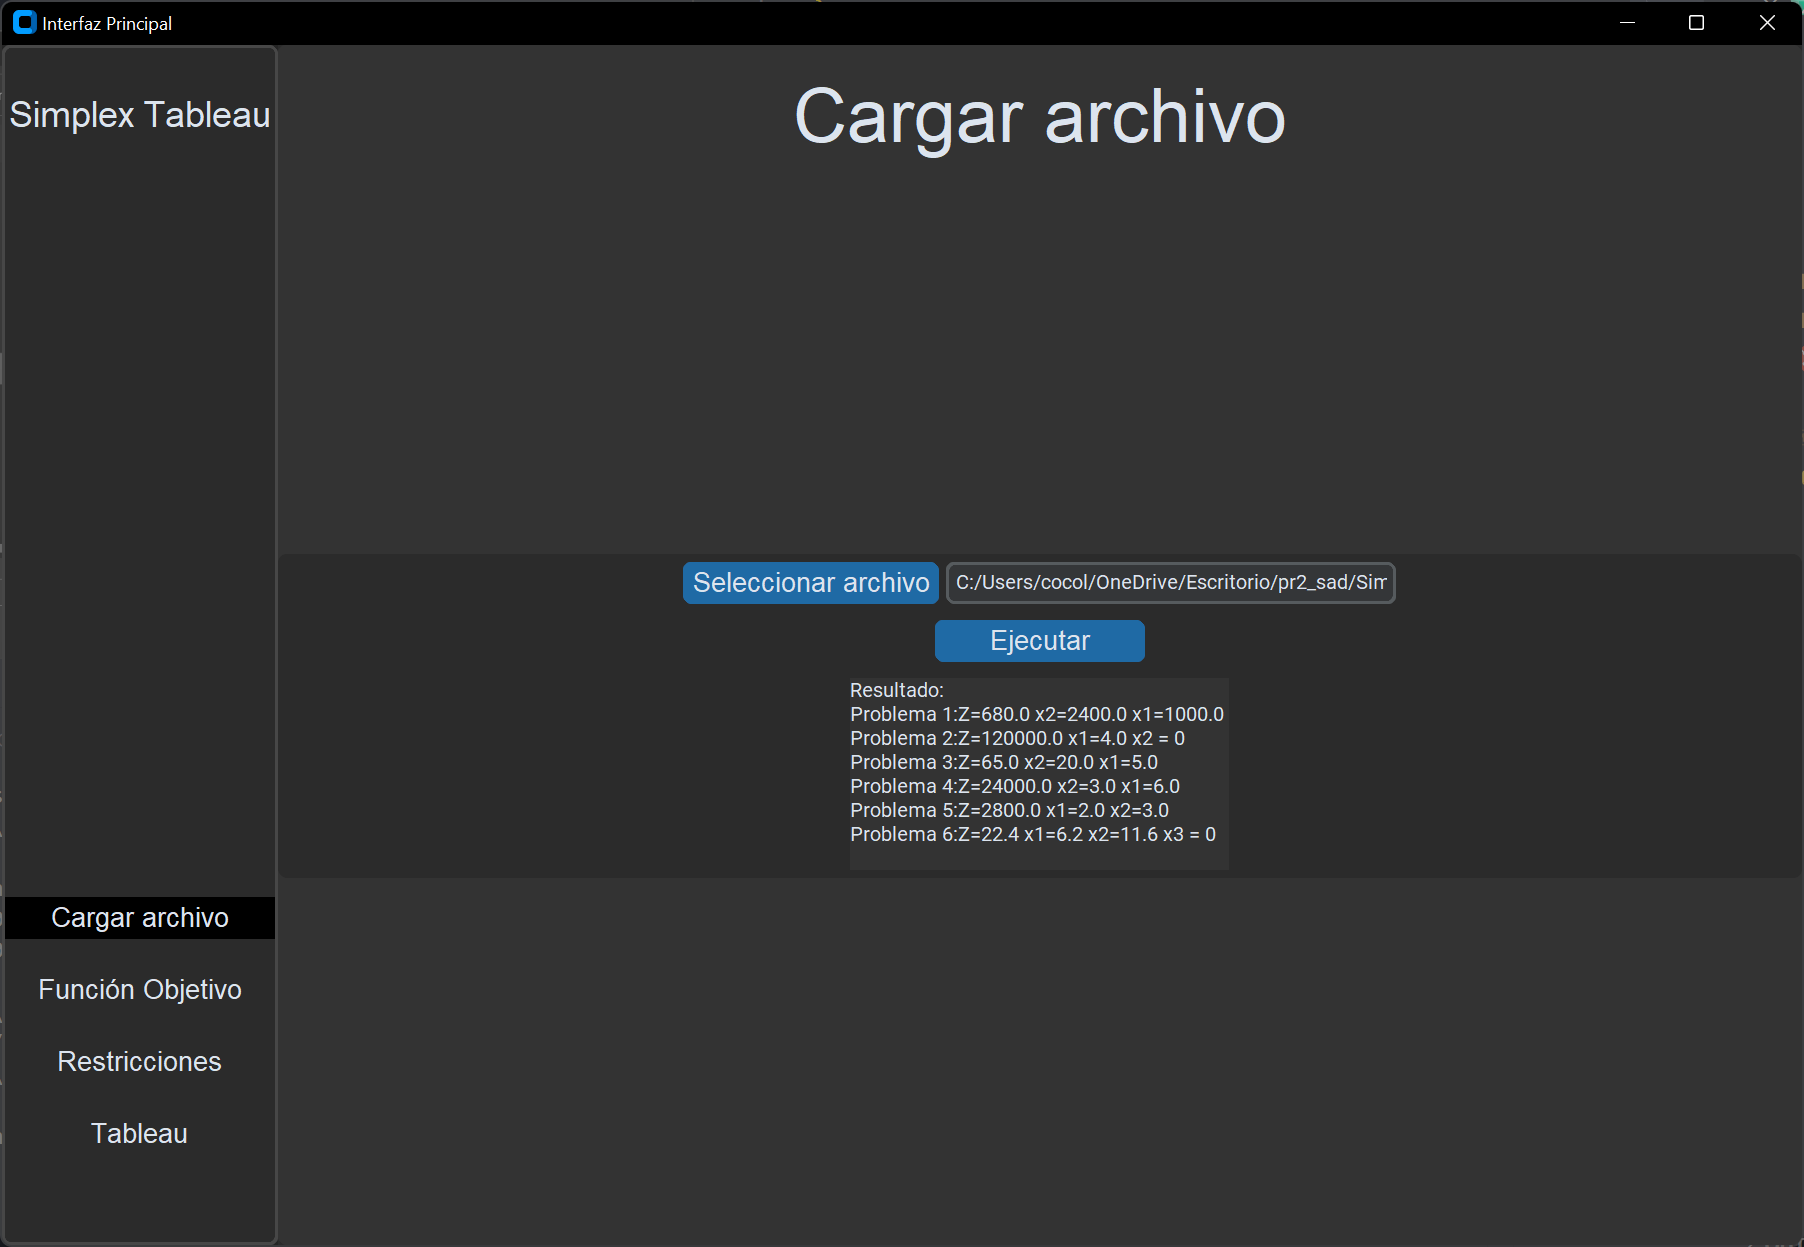 Interfaz Principal
Simplex Tableau
Cargar archivo
Seleccionar archivo
C:/Users/cocol/OneDrive/Escritorio/pr2_sad/Sim
Ejecutar
Resultado:
Problema 1:Z=680.0 x2=2400.0 x1=1000.0
Problema 2:Z=120000.0 x1=4.0 x2 = 0
Problema 3:Z=65.0 x2=20.0 x1=5.0
Problema 4:Z=24000.0 x2=3.0 x1=6.0
Problema 5:Z=2800.0 x1=2.0 x2=3.0
Problema 6:Z=22.4 x1=6.2 x2=11.6 x3 = 0
Cargar archivo
Función Objetivo
Restricciones
Tableau